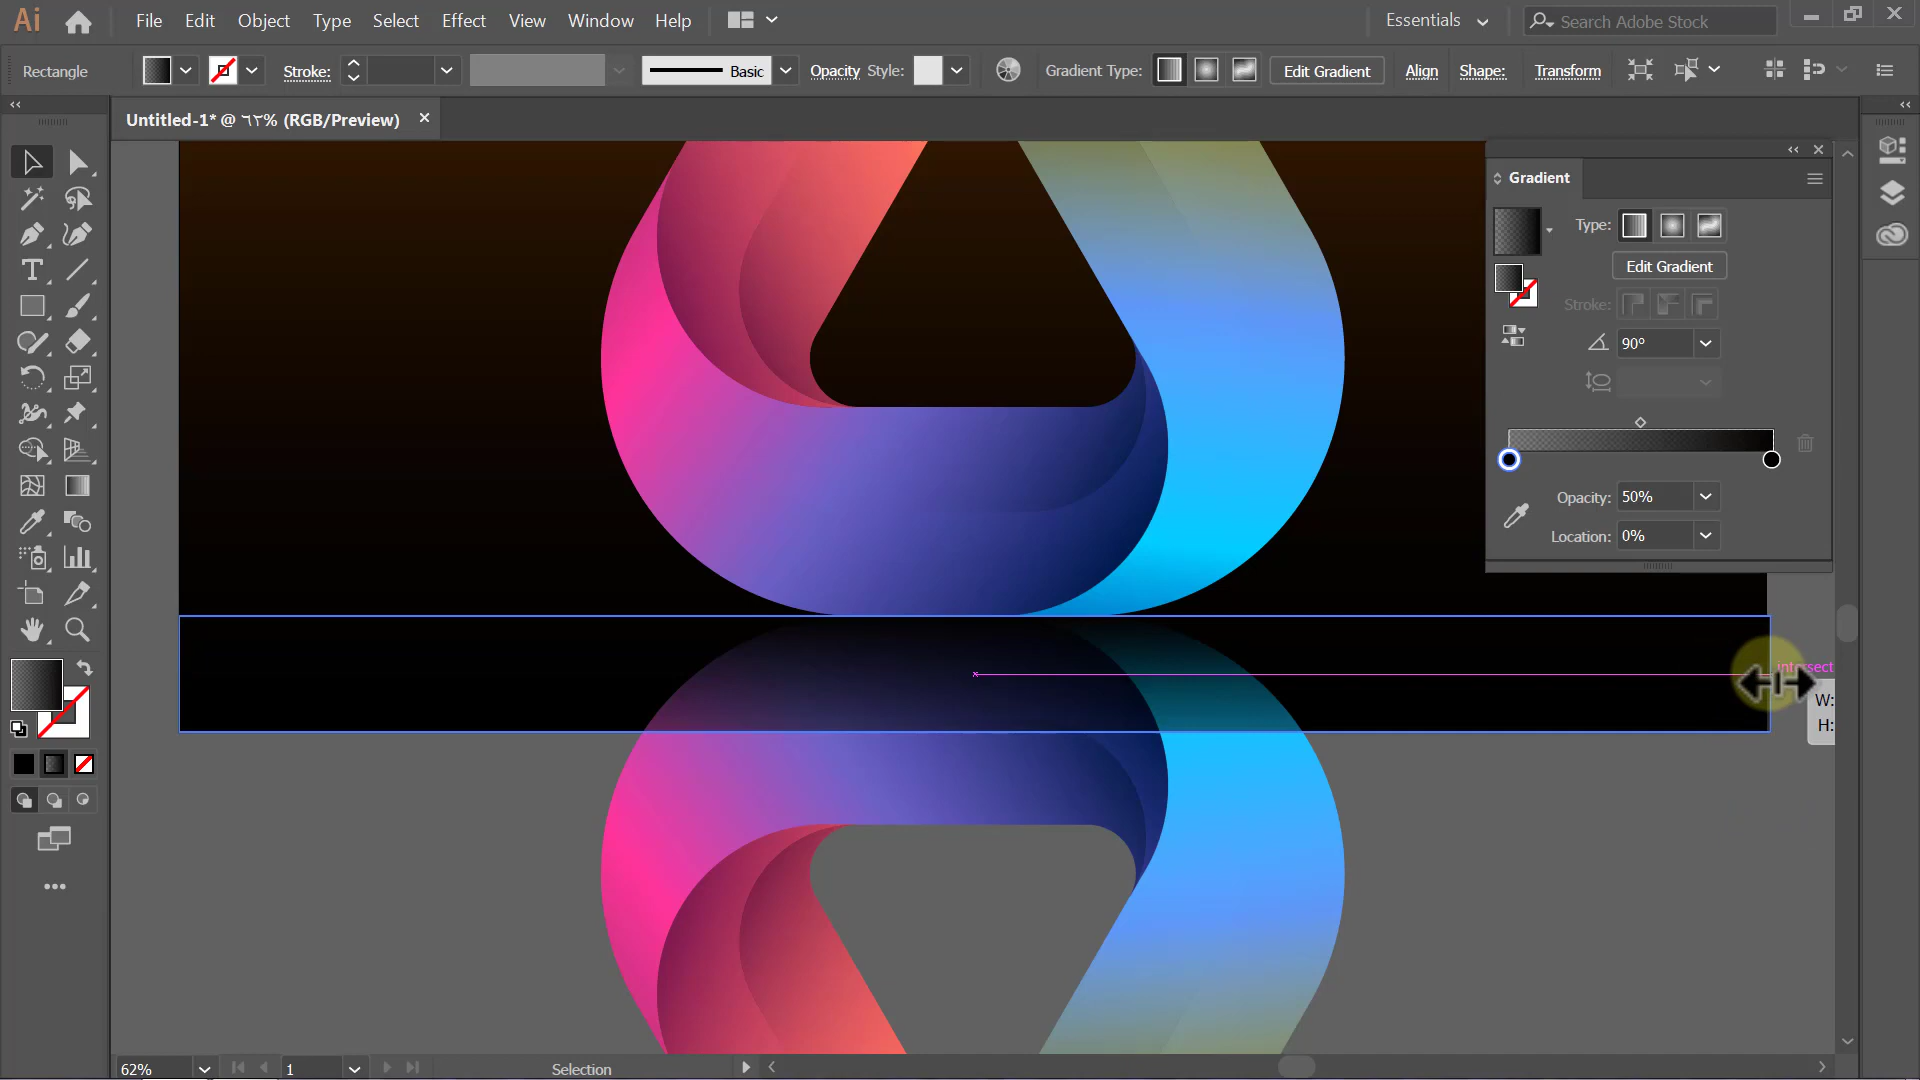 Ai
File Edit Object Type Select Effect View Window Help
Essentials
Search Adobe Stock
Rectangle
Stroke:
Basic
Opacity Style:
Gradient Type:
Edit Gradient
Align
Shape:
Transform
Untitled-1* @ ٦٢% (RGB/Preview)
Gradient
Type:
Edit Gradient
Stroke:
90°
Opacity: 50%
Location: 0%
intersect
W:
H:
62%
1
Selection